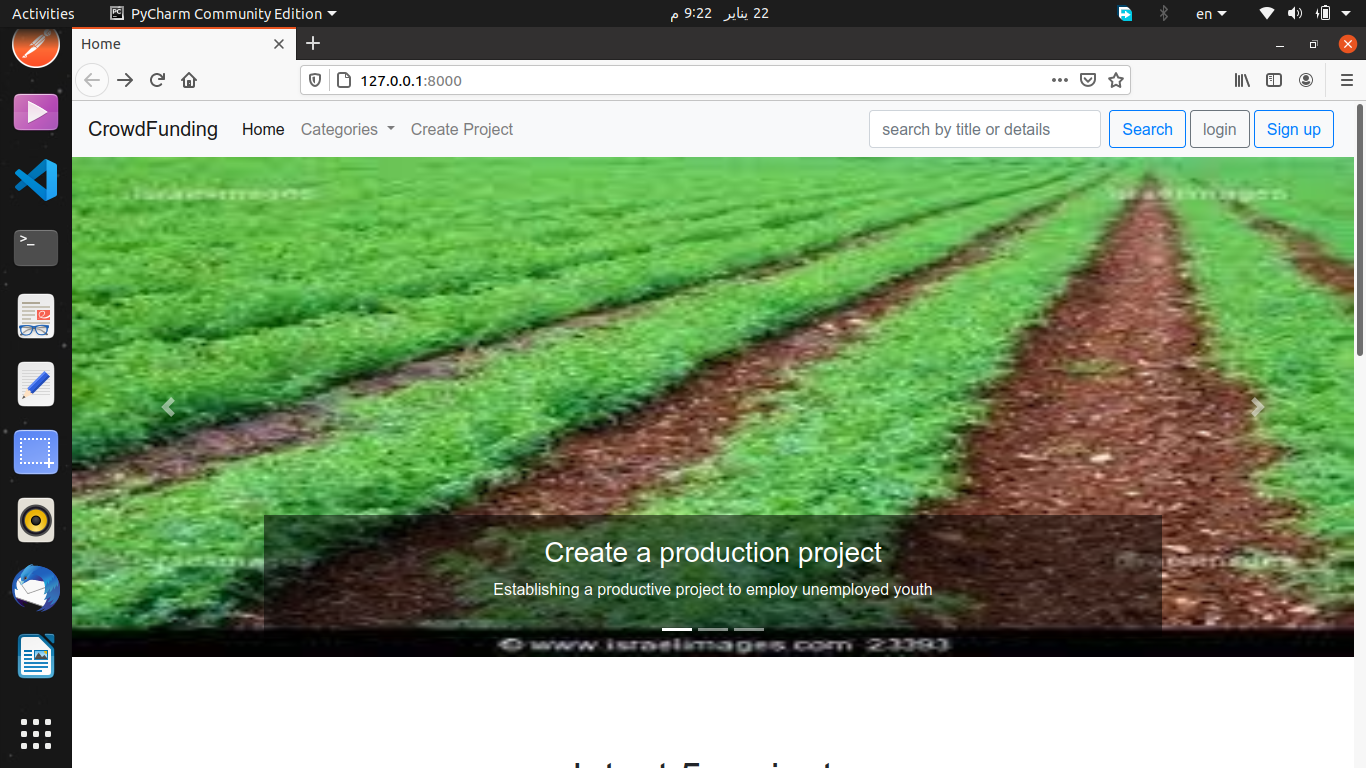 Activities
PyCharm Community Edition
22 يناير 9:22 م
en
Home
127.0.0.1:8000
CrowdFunding
Home
Categories
Create Project
search by title or details
Search
login
Sign up
israelimages
israelimages
Create a production project
Establishing a productive project to employ unemployed youth
israelimages
© www.israelimages.com 23393